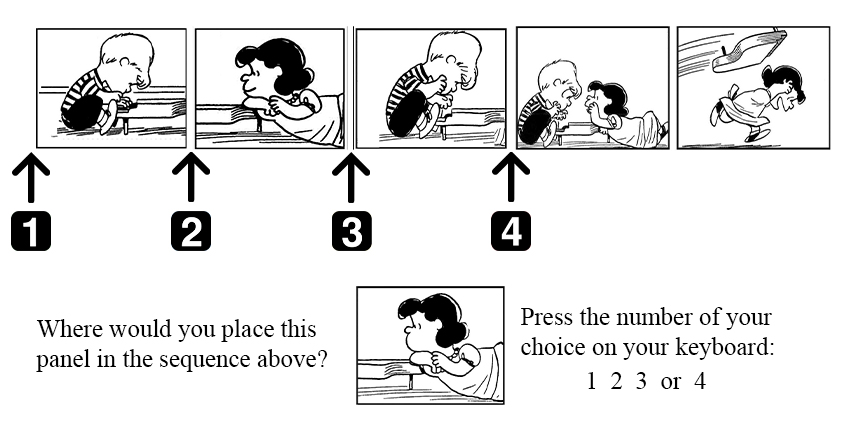 1 2 3 4
Where would you place this
panel in the sequence above?
Press the number of your
choice on your keyboard:
1 2 3 or 4